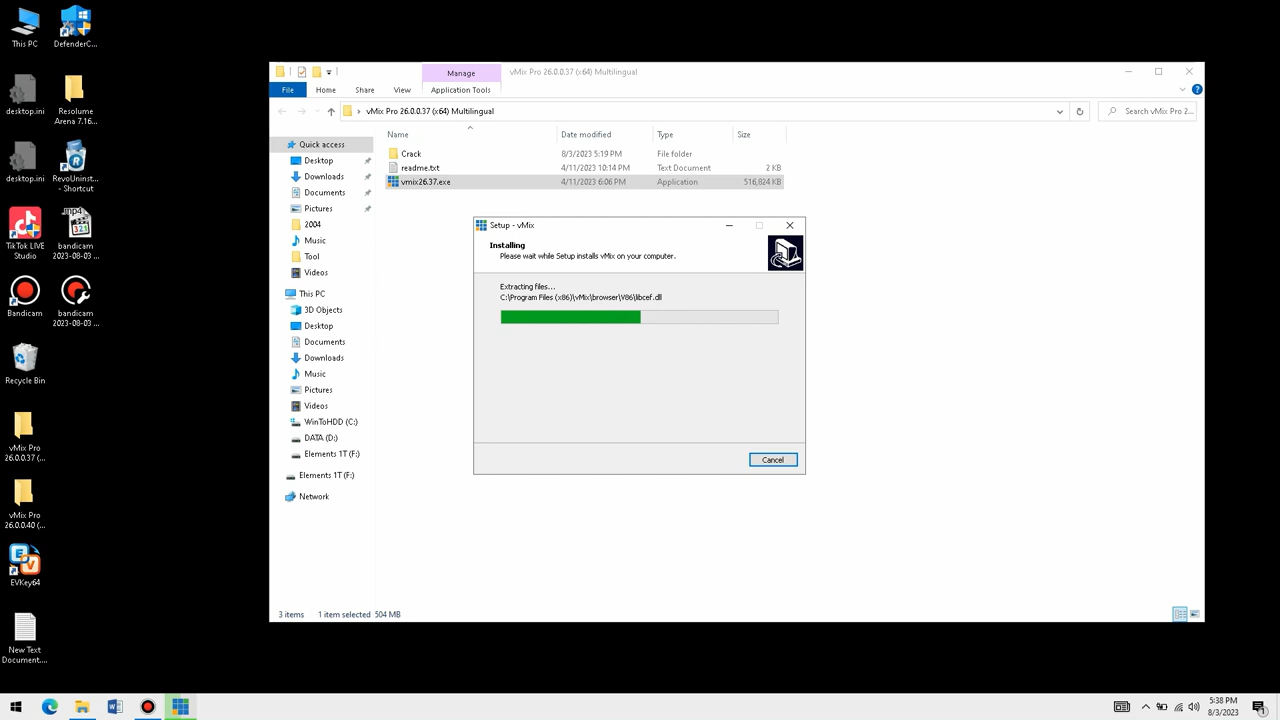 This PC
DefenderC...
desktop.ini
Resolume
Arena 7.16...
desktop.ini
RevoUninst...
- Shortcut
TikTok LIVE
Studio
bandicam
2023-08-03 ...
Bandicam
bandicam
2023-08-03 ...
Recycle Bin
vMix Pro
26.0.0.37 (...
vMix Pro
26.0.0.40 (...
EVKey64
New Text
Document....
Manage
vMix Pro 26.0.0.37 (x64) Multilingual
File
Home
Share
View
Application Tools
vMix Pro 26.0.0.37 (x64) Multilingual
Search vMix Pro 2...
Name
Date modified
Type
Size
Crack
8/3/2023 5:19 PM
File folder
readme.txt
4/11/2023 10:14 PM
Text Document
2 KB
vmix26.37.exe
4/11/2023 6:06 PM
Application
516,824 KB
Quick access
Desktop
Downloads
Documents
Pictures
2004
Music
Tool
Videos
This PC
3D Objects
Desktop
Documents
Downloads
Music
Pictures
Videos
WinToHDD (C:)
DATA (D:)
Elements 1T (F:)
Elements 1T (F:)
Network
Setup - vMix
Installing
Please wait while Setup installs vMix on your computer.
Extracting files...
C:\Program Files (x86)\vMix\browser\V86\libcef.dll
Cancel
3 items
1 item selected 504 MB
5:38 PM
8/3/2023